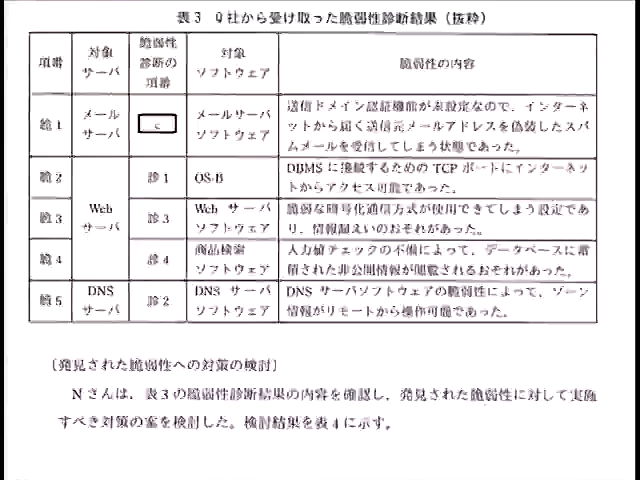 表3 Q社から受け取った脆弱性診断結果（抜粋）
項番 対象サーバ 脆弱性診断の項番 対象ソフトウェア 脆弱性の内容
脆1 メールサーバ c メールサーバソフトウェア 送信ドメイン認証機能が未設定なので，インターネ
ットから届く送信元メールアドレスを偽装したスパ
ムメールを受信してしまう状態であった。
脆2 Webサーバ 診1 OS-B DBMSに接続するためのTCPポートにインターネッ
トからアクセス可能であった。
脆3 診3 Webサーバソフトウェア 脆弱な暗号化通信方式が使用できてしまう設定であ
り，情報漏えいのおそれがあった。
脆4 診4 商品検索ソフトウェア 入力値チェックの不備によって，データベースに蓄
積された非公開情報が閲覧されるおそれがあった。
脆5 DNSサーバ 診2 DNSサーバソフトウェア DNSサーバソフトウェアの脆弱性によって，ゾーン
情報がリモートから操作可能であった。
〔発見された脆弱性への対策の検討〕
Nさんは，表3の脆弱性診断結果の内容を確認し，発見された脆弱性に対して実施
すべき対策の案を検討した。検討結果を表4に示す。